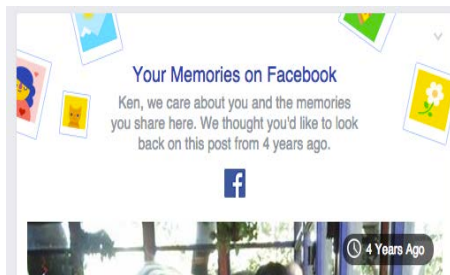 Your Memories on Facebook
Ken, we care about you and the memories
you share here. We thought you'd like to look
back on this post from 4 years ago.
4 Years Ago